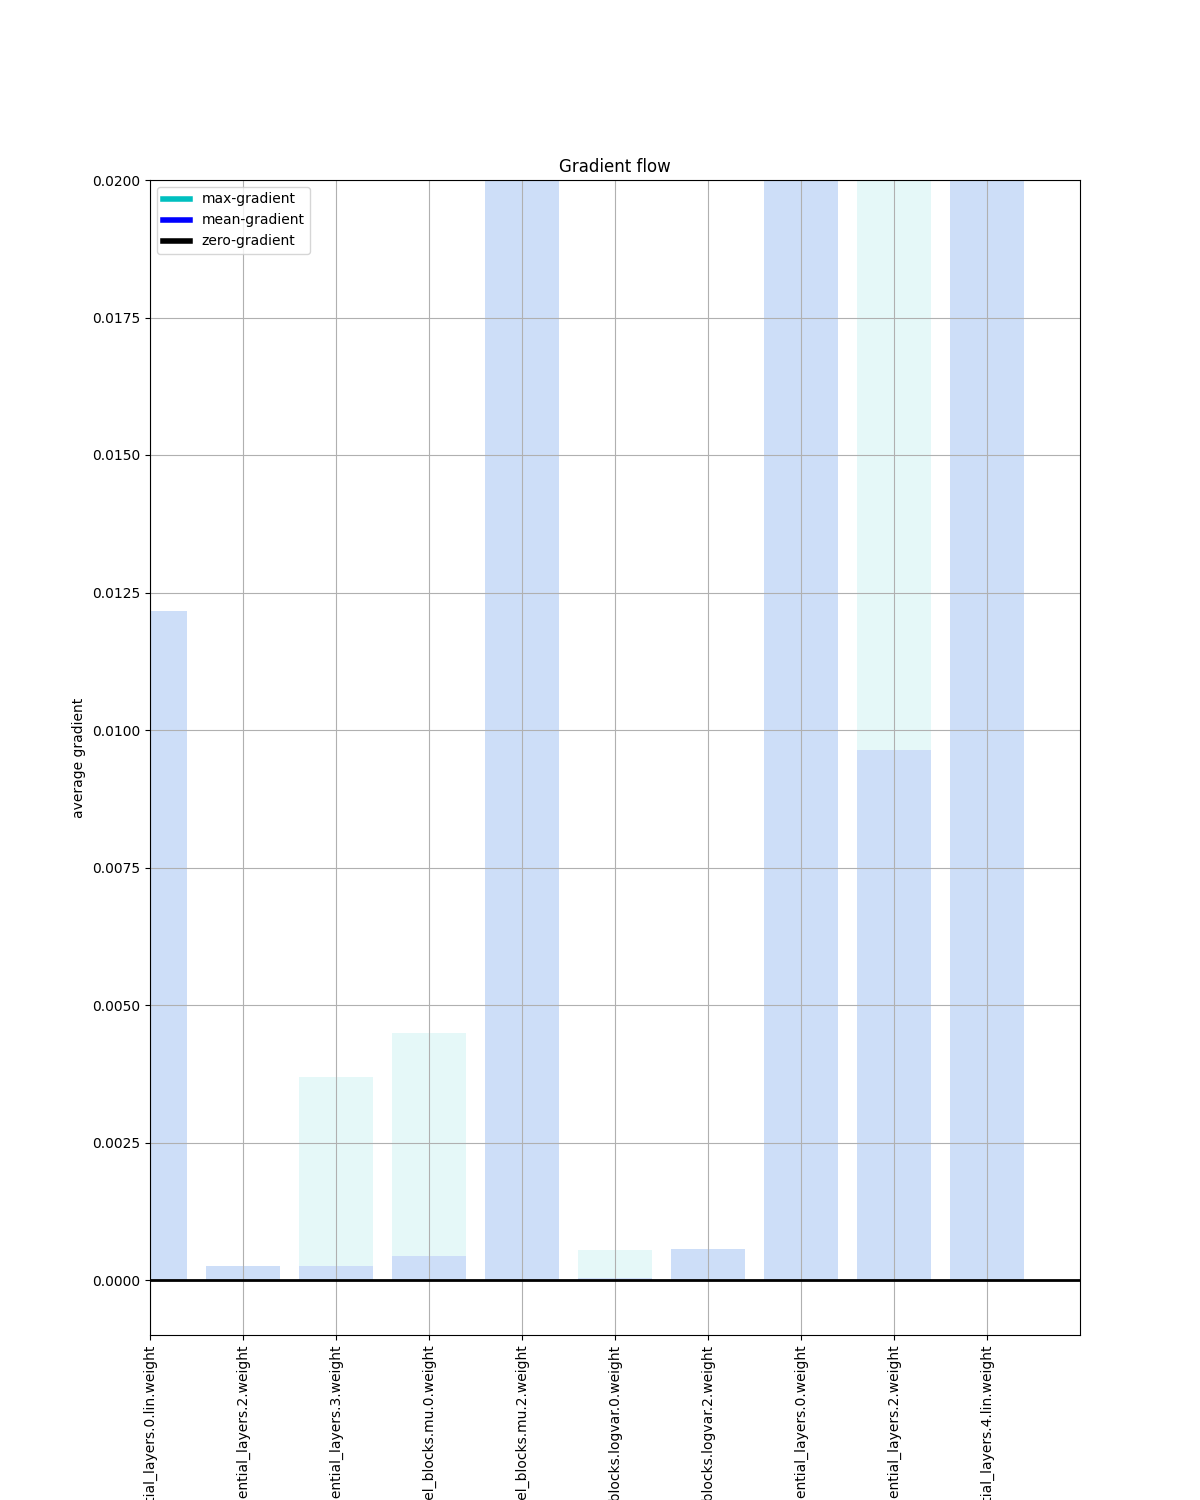 Gradient flow
max-gradient
mean-gradient
zero-gradient
0.0200
0.0175
0.0150
0.0125
0.0100
0.0075
0.0050
0.0025
0.0000
average gradient
tial_layers.0.lin.weight
ential_layers.2.weight
ential_layers.3.weight
el_blocks.mu.0.weight
el_blocks.mu.2.weight
blocks.logvar.0.weight
blocks.logvar.2.weight
ential_layers.0.weight
ential_layers.2.weight
tial_layers.4.lin.weight